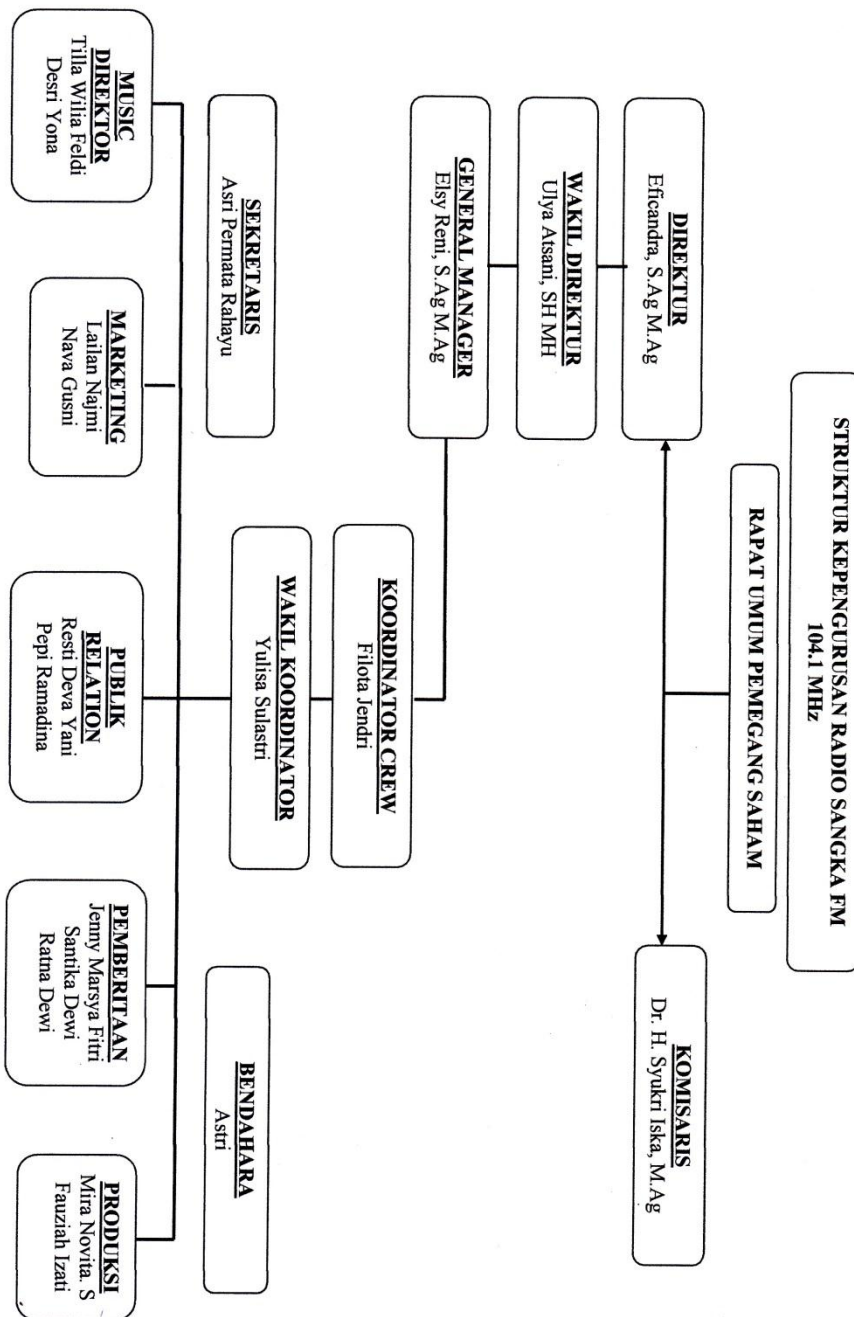 STRUKTUR KEPENGURUSAN RADIO SANGKA FM
104.1 MHz
RAPAT UMUM PEMEGANG SAHAM
DIREKTUR
Eficandra, S.Ag M.Ag
KOMISARIS
Dr. H. Syukri Iska, M.Ag
WAKIL DIREKTUR
Ulya Atsani, SH MH
GENERAL MANAGER
Elsy Reni, S.Ag M.Ag
KOORDINATOR CREW
Filota Jendri
WAKIL KOORDINATOR
Yulisa Sulastri
SEKRETARIS
Asri Permata Rahayu
BENDAHARA
Astri
MUSIC
DIREKTOR
Tilla Wilia Feldi
Desri Yona
MARKETING
Lailan Najmi
Nava Gusni
PUBLIK
RELATION
Resti Deva Yani
Pepi Ramadina
PEMBERITAAN
Jenny Marsya Fitri
Santika Dewi
Ratna Dewi
PRODUKSI
Mira Novita. S
Fauziah Izati